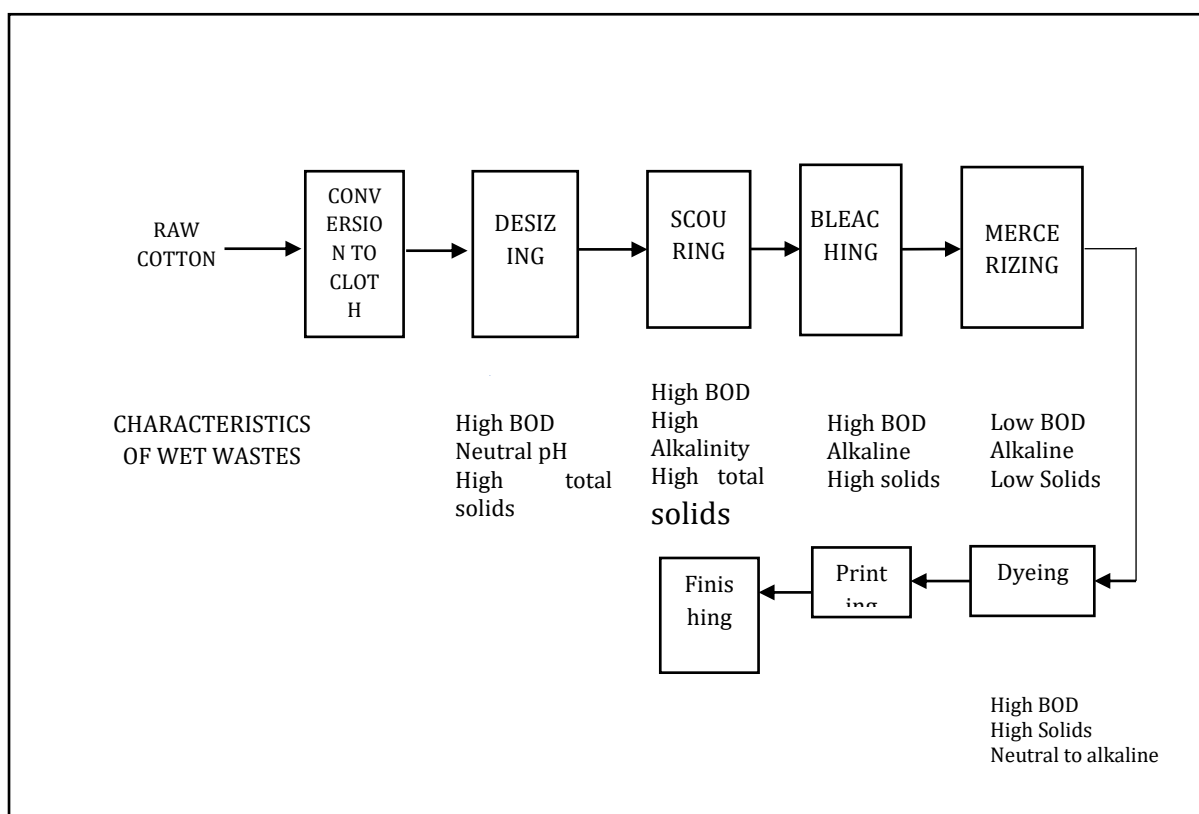 RAW
COTTON
CONV
ERSIO
N TO
CLOT
H
DESIZ
ING
SCOU
RING
BLEAC
HING
MERCE
RIZING
CHARACTERISTICS
OF WET WASTES
High BOD
Neutral pH
High total
solids
High BOD
High
Alkalinity
High total
solids
High BOD
Alkaline
High solids
Low BOD
Alkaline
Low Solids
Dyeing
Print
ing
Finis
hing
High BOD
High Solids
Neutral to alkaline